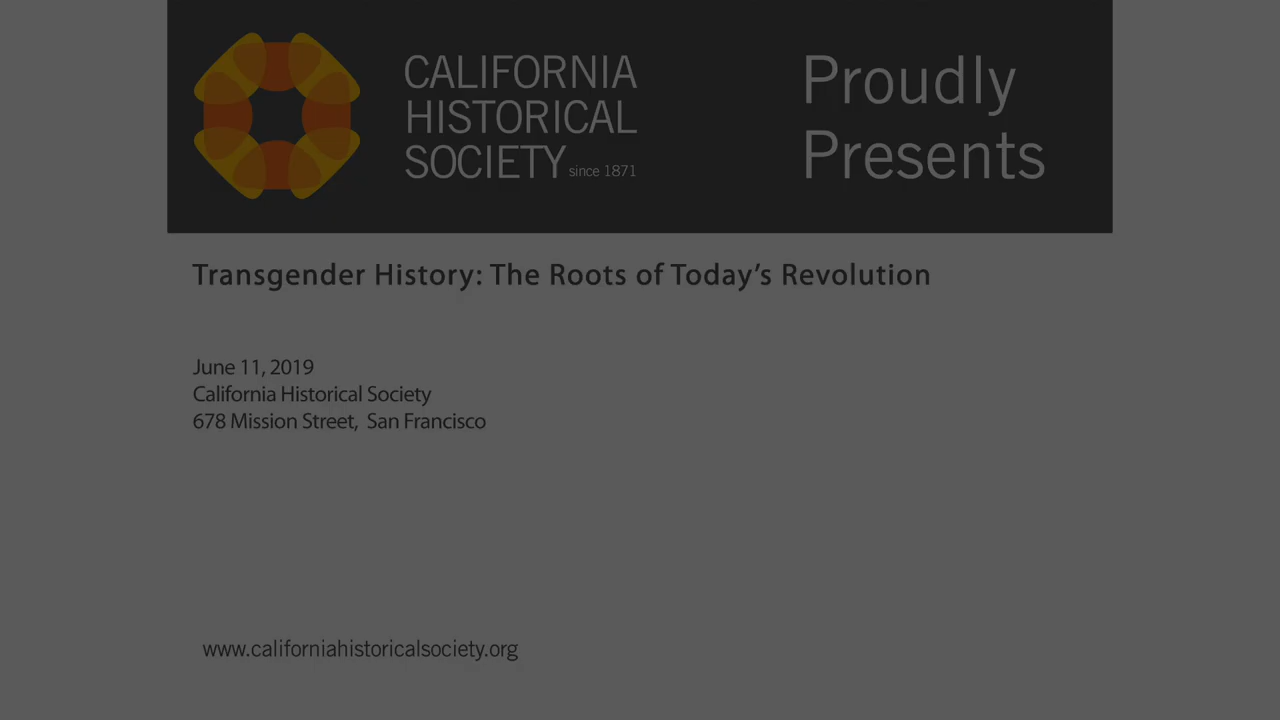 CALIFORNIA
HISTORICAL
SOCIETY since 1871
Proudly
Presents
Transgender History: The Roots of Today’s Revolution
June 11, 2019
California Historical Society
678 Mission Street, San Francisco
www.californiahistoricalsociety.org